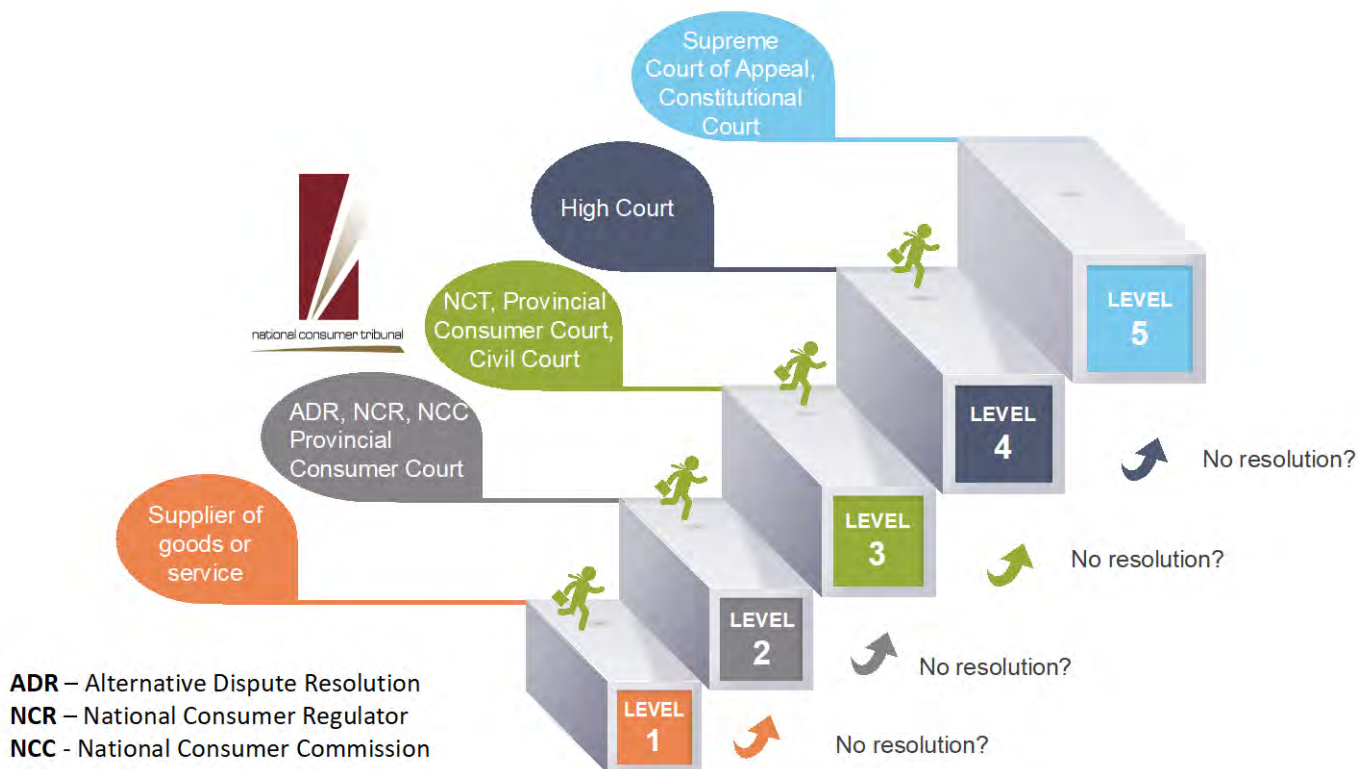 Supreme
Court of Appeal,
Constitutional
Court
High Court
national consumer tribunal
NCT, Provincial
Consumer Court,
Civil Court
ADR, NCR, NCC
Provincial
Consumer Court
Supplier of
goods or
service
LEVEL
5
LEVEL
4
No resolution?
LEVEL
3
No resolution?
LEVEL
2
No resolution?
LEVEL
1
No resolution?
ADR – Alternative Dispute Resolution
NCR – National Consumer Regulator
NCC - National Consumer Commission